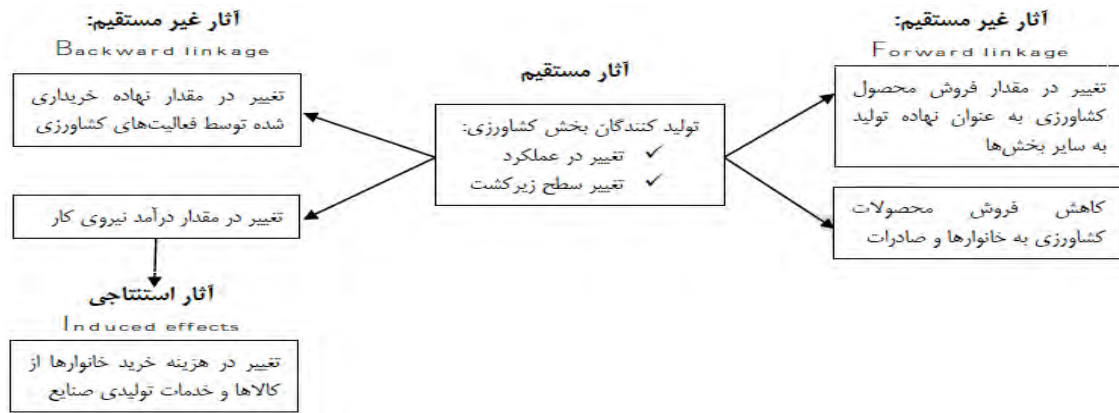 آثار غیر مستقیم:
Forward linkage
تغییر در مقدار فروش محصول
کشاورزی به عنوان نهاده تولید
به سایر بخش‌ها
کاهش فروش محصولات
کشاورزی به خانوارها و صادرات
آثار مستقیم
تولید کنندگان بخش کشاورزی:
✓ تغییر در عملکرد
✓ تغییر سطح زیرکشت
آثار غیر مستقیم:
Backward linkage
تغییر در مقدار نهاده خریداری
شده توسط فعالیت‌های کشاورزی
تغییر در مقدار درآمد نیروی کار
آثار استنتاجی
Induced effects
تغییر در هزینه خرید خانوارها از
کالاها و خدمات تولیدی صنایع